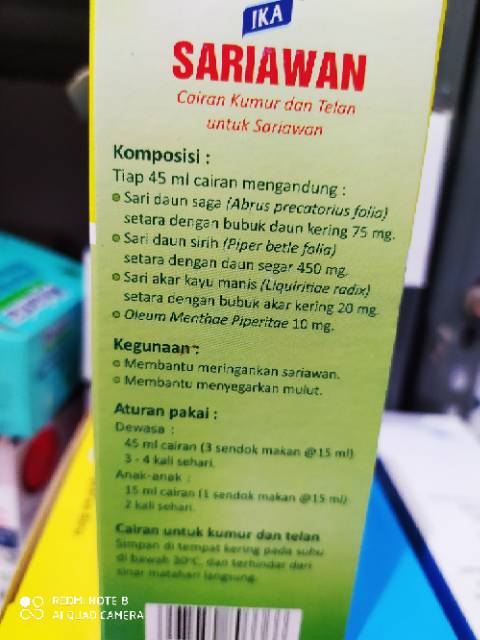 IKA
SARIAWAN
Cairan Kumur dan Telan
untuk Sariawan
Komposisi :
Tiap 45 ml cairan mengandung :
Sari daun saga (Abrus precatorius folia)
setara dengan bubuk daun kering 75 mg.
Sari daun sirih (Piper betle folia)
setara dengan daun segar 450 mg.
Sari akar kayu manis (Liquiritiae radix)
setara dengan bubuk akar kering 20 mg.
Oleum Menthae Piperitae 10 mg.
Kegunaan :
Membantu meringankan sariawan.
Membantu menyegarkan mulut.
Aturan pakai :
Dewasa :
45 ml cairan (3 sendok makan @15 ml)
3 - 4 kali sehari.
Anak-anak :
15 ml cairan (1 sendok makan @15 ml)
2 kali sehari.
Cairan untuk kumur dan telan
Simpan di tempat kering pada suhu
di bawah 30°C, dan terhindar dari
sinar matahari langsung.
REDMI NOTE 8
AI QUAD CAMERA